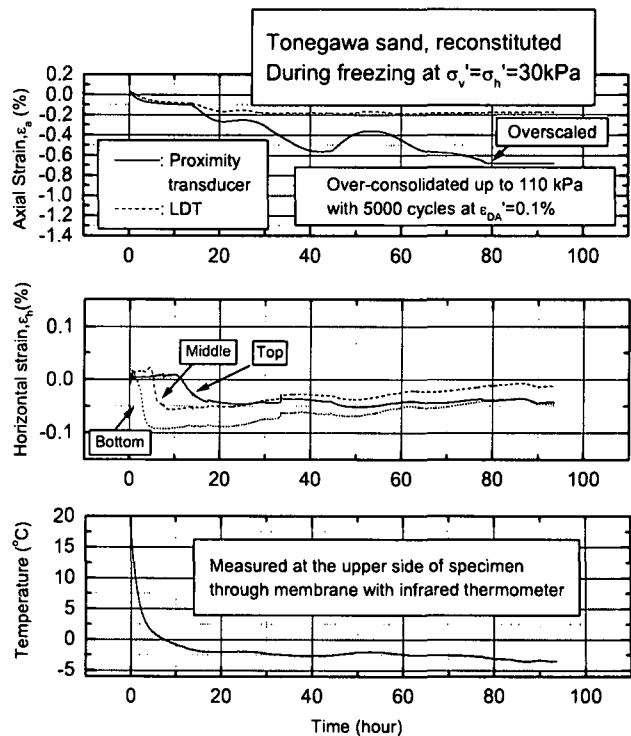 Tonegawa sand, reconstituted
During freezing at σv'=σh'=30kPa
Axial Strain,εa (%)
0.2
0.0
-0.2
-0.4
-0.6
-0.8
-1.0
-1.2
-1.4
: Proximity
transducer
: LDT
Overscaled
Over-consolidated up to 110 kPa
with 5000 cycles at εDA'=0.1%
0 20 40 60 80 100
Horizontal strain,εh(%)
0.1
0.0
-0.1
Middle
Top
Bottom
0 20 40 60 80 100
Temperature (°C)
20
15
10
5
0
-5
Measured at the upper side of specimen
through membrane with infrared thermometer
0 20 40 60 80 100
Time (hour)